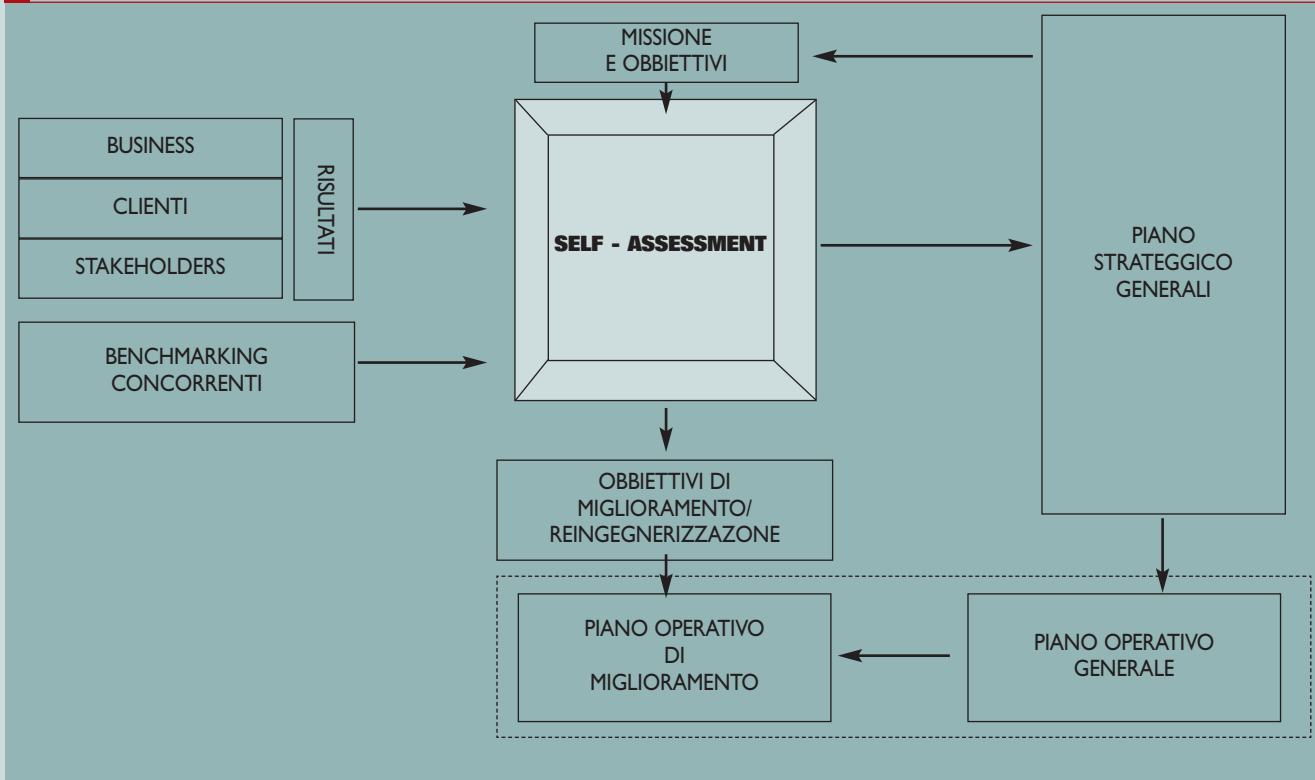 MISSIONE
E OBBIETTIVI
BUSINESS
CLIENTI
STAKEHOLDERS
RISULTATI
SELF - ASSESSMENT
PIANO
STRATEGGICO
GENERALI
BENCHMARKING
CONCORRENTI
OBBIETTIVI DI
MIGLIORAMENTO/
REINGEGNERIZZAZONE
PIANO OPERATIVO
DI
MIGLIORAMENTO
PIANO OPERATIVO
GENERALE